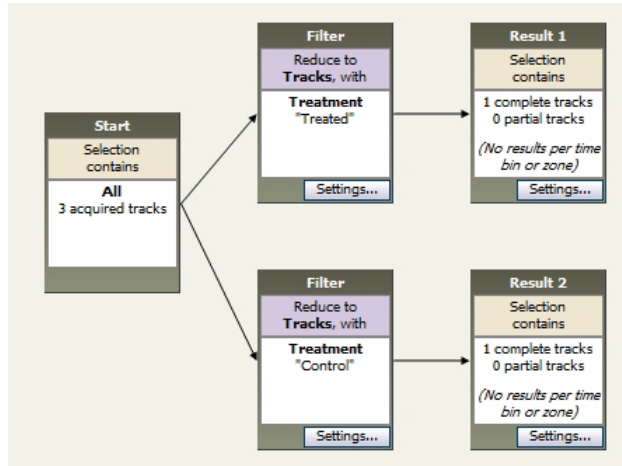 Start
Selection
contains
All
3 acquired tracks
Filter
Reduce to
Tracks, with
Treatment
"Treated"
Settings...
Result 1
Selection
contains
1 complete tracks
0 partial tracks
(No results per time
bin or zone)
Settings...
Filter
Reduce to
Tracks, with
Treatment
"Control"
Settings...
Result 2
Selection
contains
1 complete tracks
0 partial tracks
(No results per time
bin or zone)
Settings...